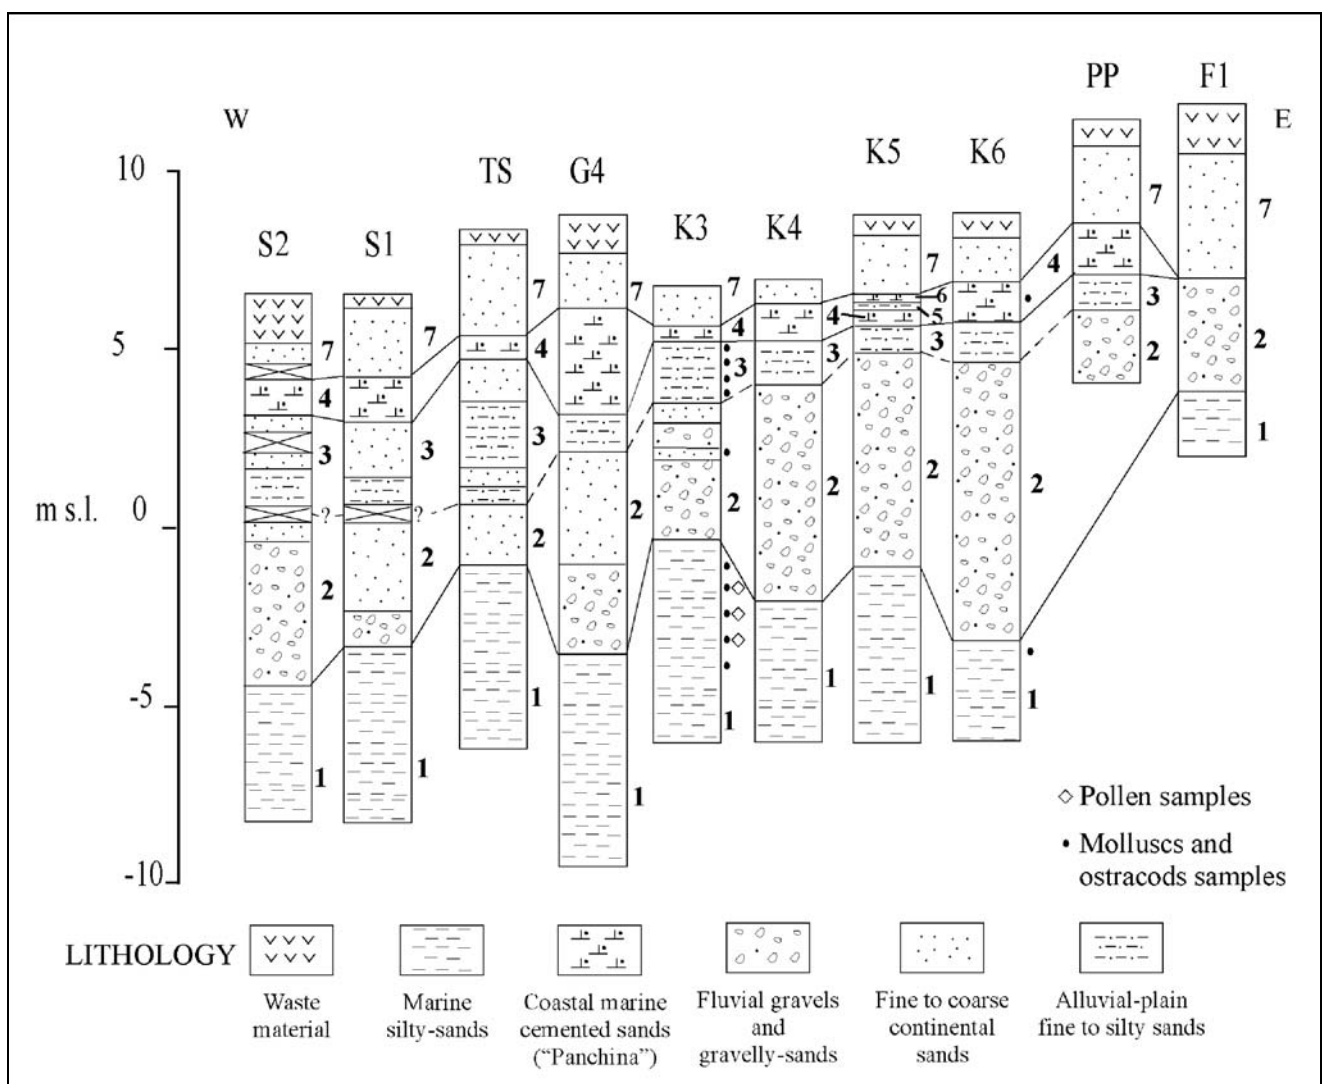 W
E
S2
S1
TS
G4
K3
K4
K5
K6
PP
F1
10
5
m s.l. 0
-5
-10
7
4
3
?
2
1
7
4
3
?
2
1
7
4
3
2
1
7
2
1
7
4
3
2
1
4
3
2
1
7
6
5
4
3
2
1
4
2
1
7
3
2
7
2
1
Pollen samples
Molluscs and
ostracods samples
LITHOLOGY
Waste
material
Marine
silty-sands
Coastal marine
cemented sands
(“Panchina”)
Fluvial gravels
and
gravelly-sands
Fine to coarse
continental
sands
Alluvial-plain
fine to silty sands